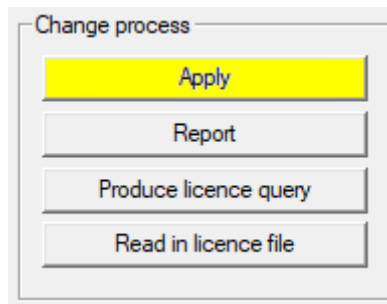 Change process
Apply
Report
Produce licence query
Read in licence file